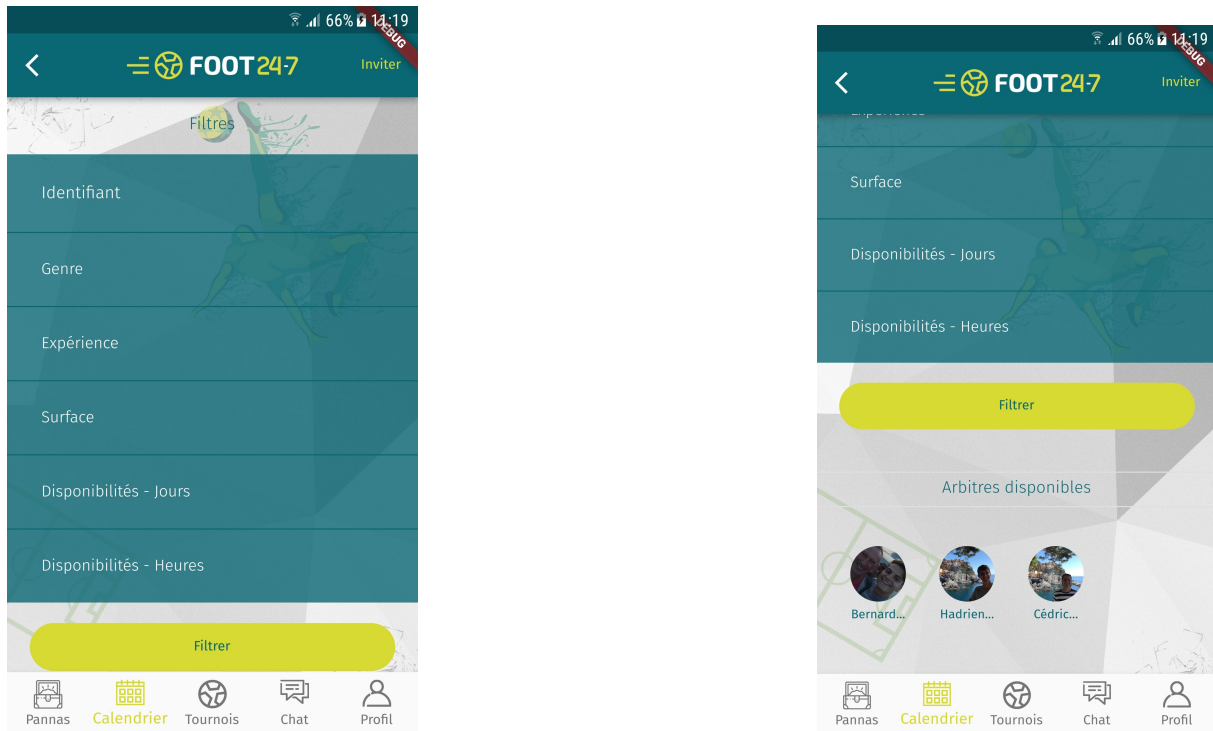 66% 11:19
DEBUG
FOOT24-7
Inviter
Filtres
Identifiant
Genre
Expérience
Surface
Disponibilités - Jours
Disponibilités - Heures
Filtrer
Pannas Calendrier Tournois Chat Profil
66% 11:19
DEBUG
FOOT24-7
Inviter
Expérience
Surface
Disponibilités - Jours
Disponibilités - Heures
Filtrer
Arbitres disponibles
Bernard... Hadrien... Cédric...
Pannas Calendrier Tournois Chat Profil